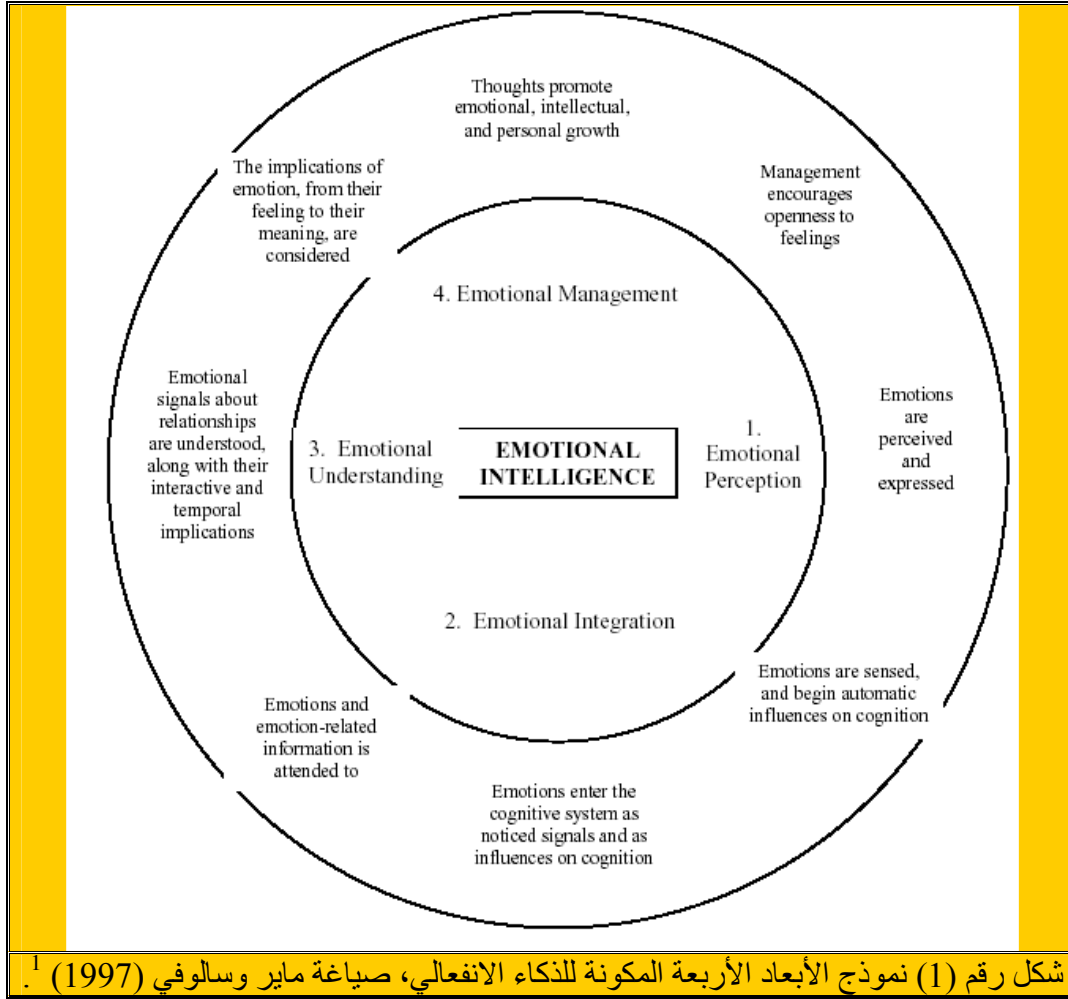 Thoughts promote
emotional, intellectual,
and personal growth
The implications of
emotion, from their
feeling to their
meaning, are
considered
Management
encourages
openness to
feelings
4. Emotional Management
Emotional
signals about
relationships
are understood,
along with their
interactive and
temporal
implications
3. Emotional
Understanding
EMOTIONAL
INTELLIGENCE
1.
Emotional
Perception
Emotions
are
perceived
and
expressed
2. Emotional Integration
Emotions are sensed,
and begin automatic
influences on cognition
Emotions and
emotion-related
information is
attended to
Emotions enter the
cognitive system as
noticed signals and as
influences on cognition
شكل رقم (1) نموذج الأبعاد الأربعة المكونة للذكاء الانفعالي، صياغة ماير وسالوفي (1997) 1.